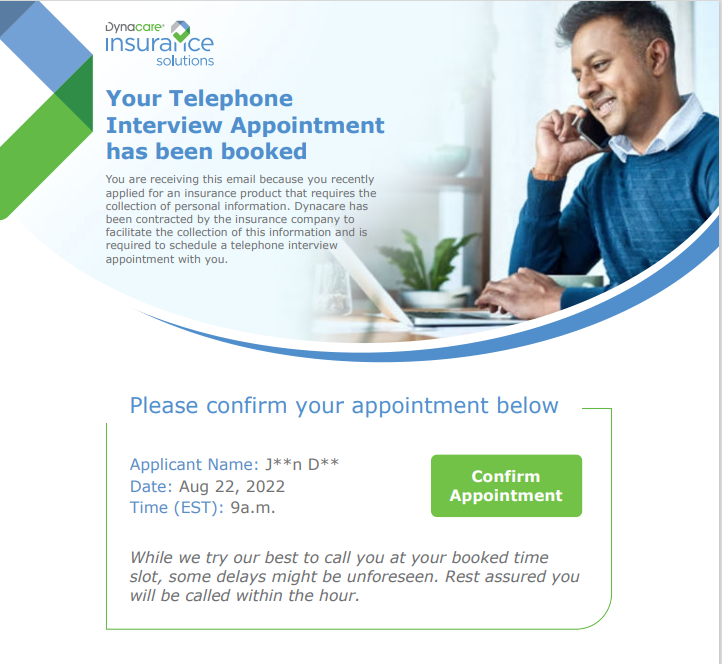 Dynacare
insurance
solutions
Your Telephone
Interview Appointment
has been booked
You are receiving this email because you recently
applied for an insurance product that requires the
collection of personal information. Dynacare has
been contracted by the insurance company to
facilitate the collection of this information and is
required to schedule a telephone interview
appointment with you.
Please confirm your appointment below
Applicant Name: J**n D**
Date: Aug 22, 2022
Time (EST): 9a.m.
Confirm
Appointment
While we try our best to call you at your booked time
slot, some delays might be unforeseen. Rest assured you
will be called within the hour.